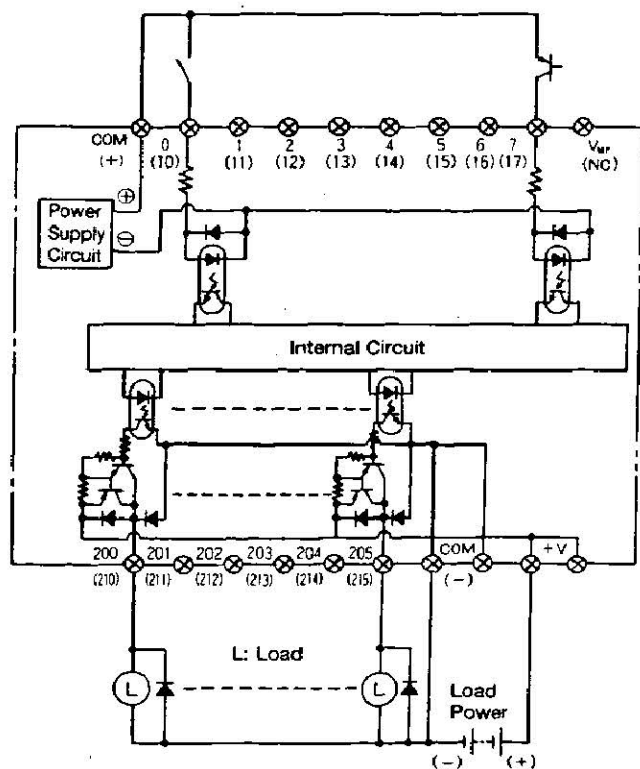 COM 0 1 2 3 4 5 6 7 VMP
(+) (10) (11) (12) (13) (14) (15) (16) (17) (NC)
⊕
Power
Supply
Circuit
⊖
Internal Circuit
200 201 202 203 204 205 COM +V
(210) (211) (212) (213) (214) (215) (−)
L: Load
L L
Load
Power
(−) (+)